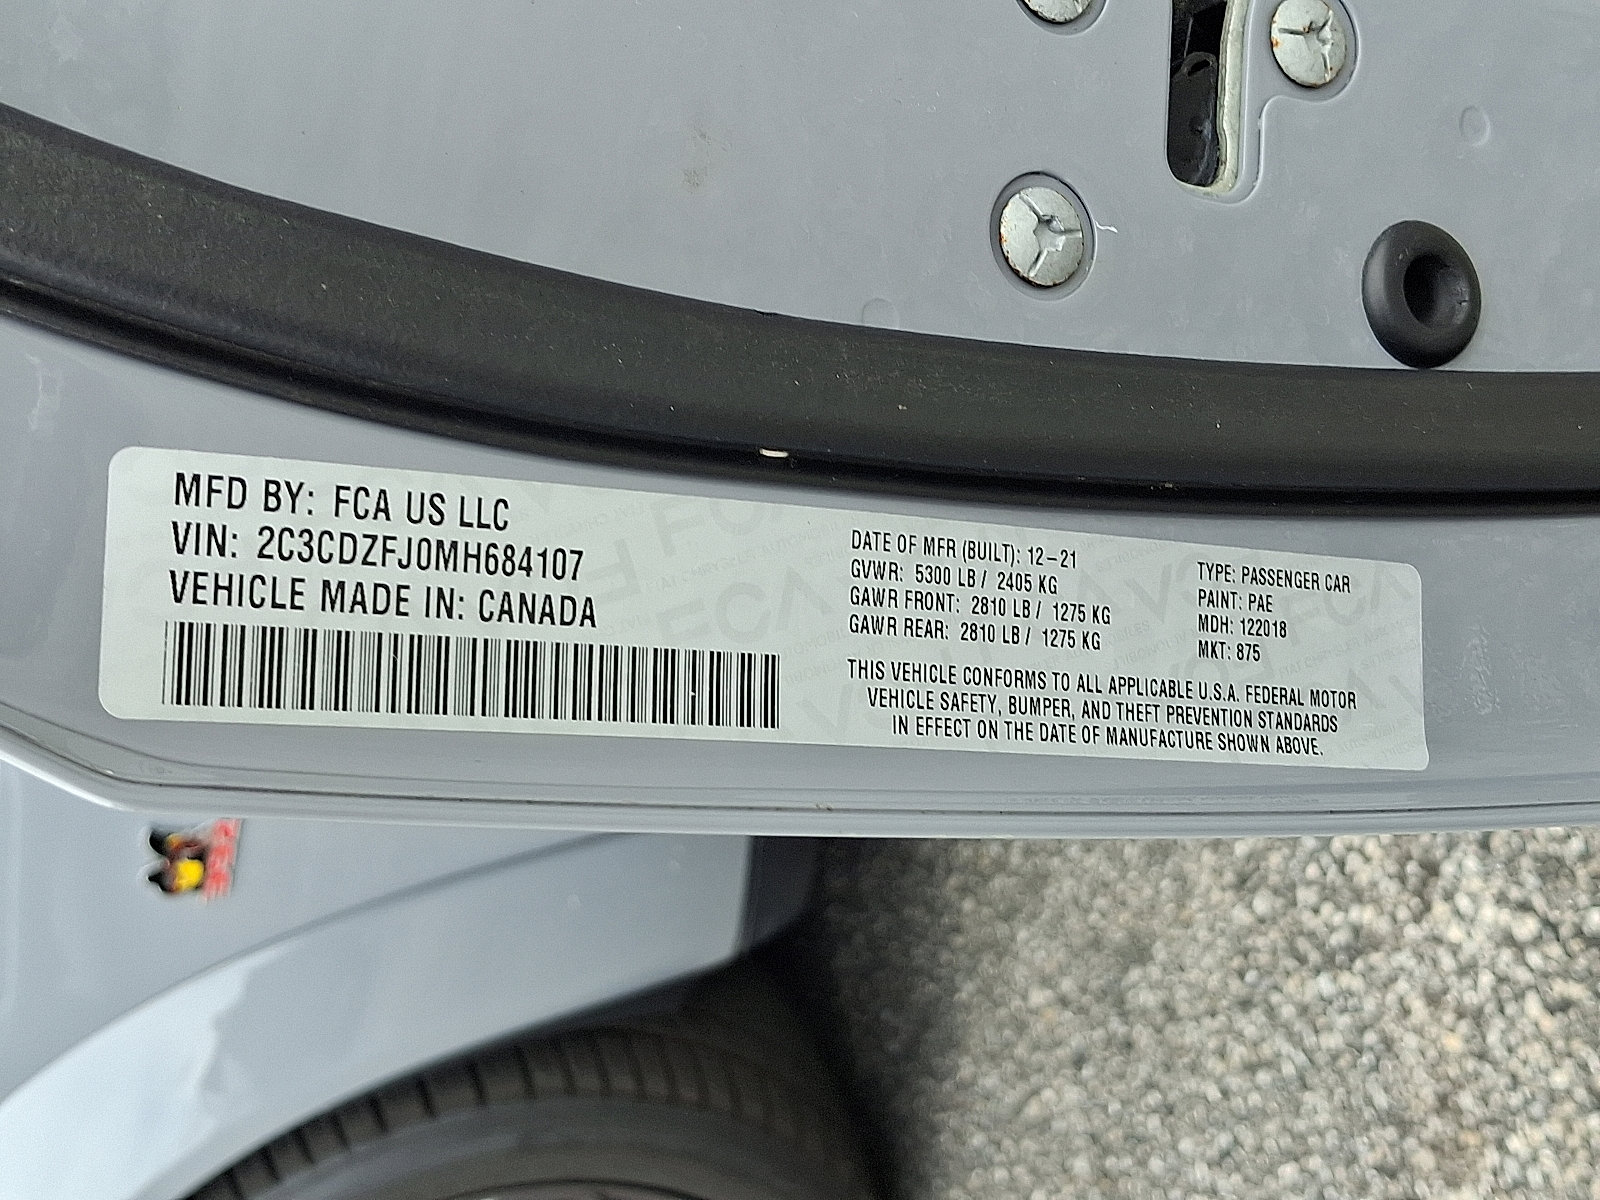 MFD BY: FCA US LLC
VIN: 2C3CDZFJ0MH684107
VEHICLE MADE IN: CANADA
DATE OF MFR (BUILT): 12-21
GVWR: 5300 LB / 2405 KG
GAWR FRONT: 2810 LB / 1275 KG
GAWR REAR: 2810 LB / 1275 KG
TYPE: PASSENGER CAR
PAINT: PAE
MDH: 122018
MKT: 875
THIS VEHICLE CONFORMS TO ALL APPLICABLE U.S.A. FEDERAL MOTOR
VEHICLE SAFETY, BUMPER, AND THEFT PREVENTION STANDARDS
IN EFFECT ON THE DATE OF MANUFACTURE SHOWN ABOVE.